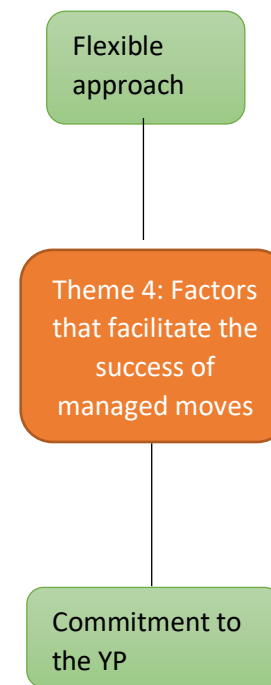 Flexible
approach
Theme 4: Factors
that facilitate the
success of
managed moves
Commitment to
the YP